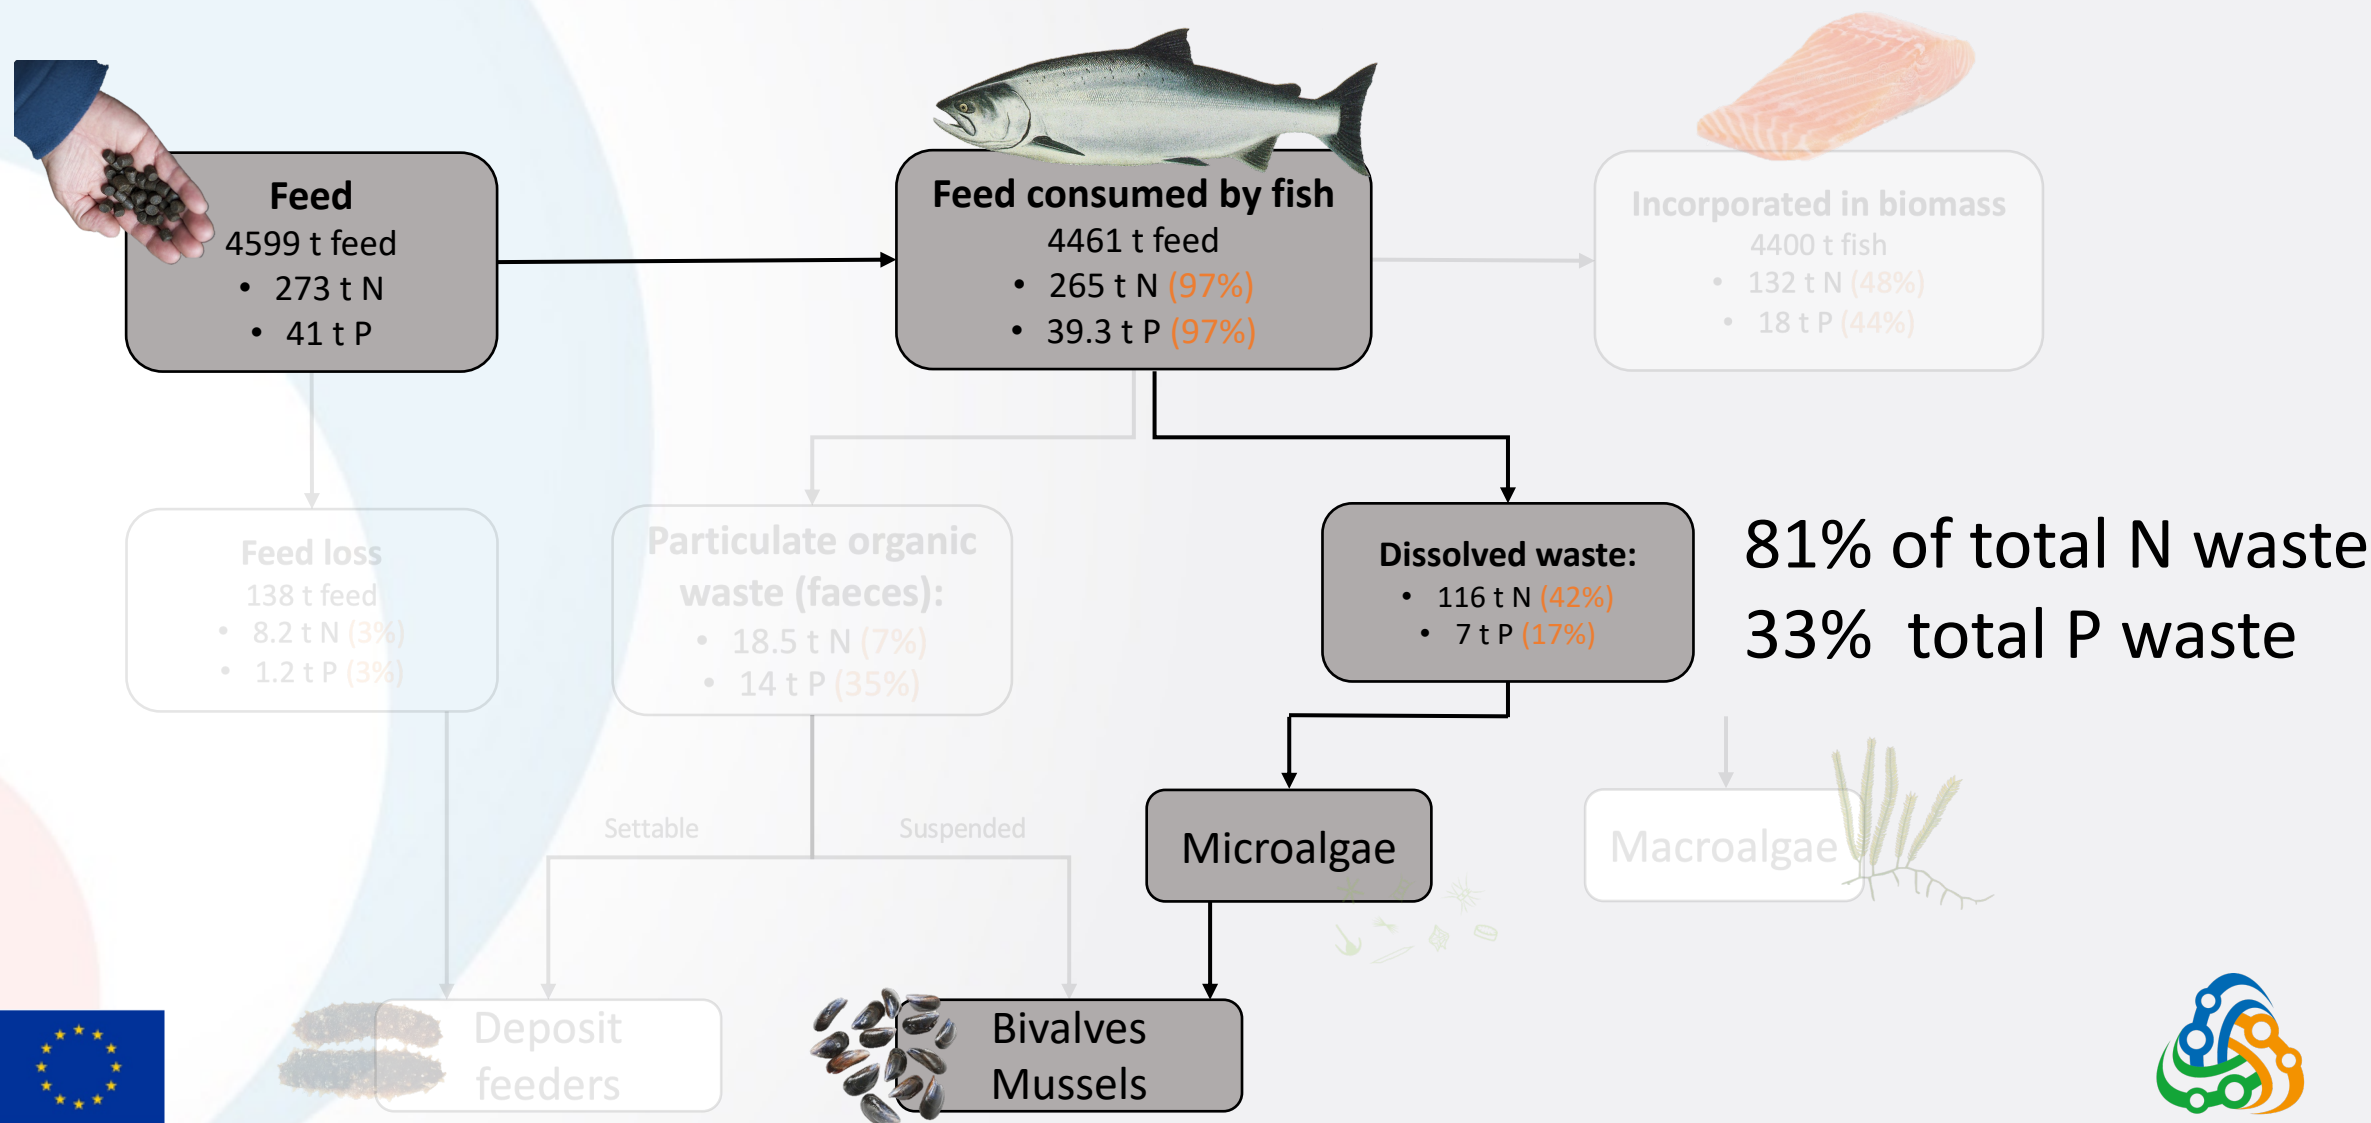 Feed
4599 t feed
• 273 t N
• 41 t P
Feed consumed by fish
4461 t feed
• 265 t N (97%)
• 39.3 t P (97%)
Incorporated in biomass
4400 t fish
• 132 t N (48%)
• 18 t P (44%)
Feed loss
138 t feed
• 8.2 t N (3%)
• 1.2 t P (3%)
Particulate organic
waste (faeces):
• 18.5 t N (7%)
• 14 t P (35%)
Dissolved waste:
• 116 t N (42%)
• 7 t P (17%)
81% of total N waste
33% total P waste
Settable
Suspended
Microalgae
Macroalgae
Deposit
feeders
Bivalves
Mussels